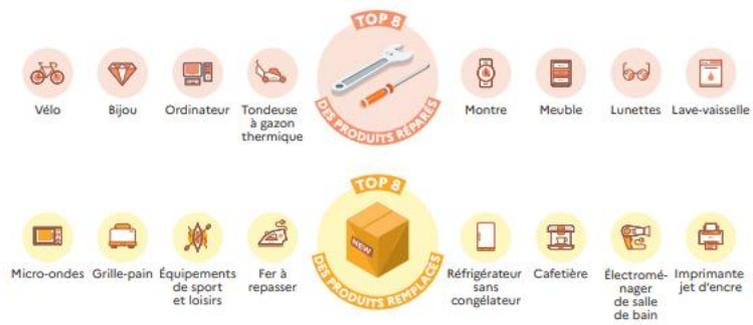 TOP 8
DES PRODUITS RÉPARÉS
Vélo
Bijou
Ordinateur
Tondeuse
à gazon
thermique
Montre
Meuble
Lunettes
Lave-vaisselle
TOP 8
NEW
DES PRODUITS REMPLACÉS
Micro-ondes
Grille-pain
Équipements
de sport
et loisirs
Fer à
repasser
Réfrigérateur
sans
congélateur
Cafetière
Électromé-
nager
de salle
de bain
Imprimante
jet d'encre